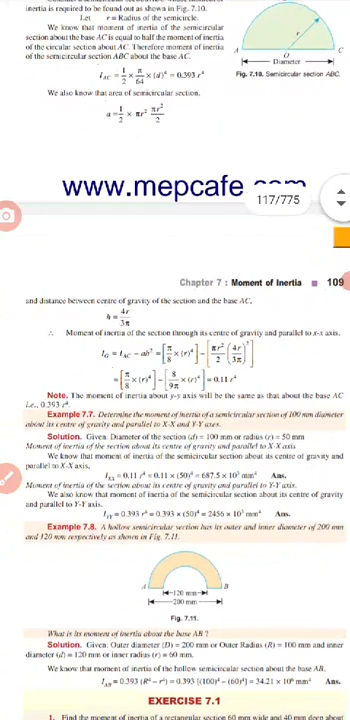 inertia is required to be found out as shown in Fig. 7.10.
Let r = Radius of the semicircle.
We know that moment of inertia of the semicircular
section about the base AC is equal to half the moment of inertia
of the circular section about AC. Therefore moment of inertia
of the semicircular section ABC about the base AC.
r
A
C
O
Diameter
Fig. 7.10. Semicircular section ABC.
I_AC = 1/2 × π/64 × (d)⁴ = 0.393 r⁴
We also know that area of semicircular section.
a = 1/2 × πr² πr²/2
www.mepcafe
117/775
Chapter 7 : Moment of Inertia ■ 109
and distance between centre of gravity of the section and the base AC,
h = 4r/3π
∴ Moment of inertia of the section through its centre of gravity and parallel to x-x axis.
I_G = I_AC – ah² = [π/8 × (r)⁴] – [πr²/2 (4r/3π)²]
= [π/8 × (r)⁴] – [8/9π × (r)⁴] = 0.11 r⁴
Note. The moment of inertia about y-y axis will be the same as that about the base AC
i.e., 0.393 r⁴.
Example 7.7. Determine the moment of inertia of a semicircular section of 100 mm diameter
about its centre of gravity and parallel to X-X and Y-Y axes.
Solution. Given: Diameter of the section (d) = 100 mm or radius (r) = 50 mm
Moment of inertia of the section about its centre of gravity and parallel to X-X axis
We know that moment of inertia of the semicircular section about its centre of gravity and
parallel to X-X axis,
I_XX = 0.11 r⁴ = 0.11 × (50)⁴ = 687.5 × 10³ mm⁴ Ans.
Moment of inertia of the section about its centre of gravity and parallel to Y-Y axis.
We also know that moment of inertia of the semicircular section about its centre of gravity
and parallel to Y-Y axis.
I_YY = 0.393 r⁴ = 0.393 × (50)⁴ = 2456 × 10³ mm⁴ Ans.
Example 7.8. A hollow semicircular section has its outer and inner diameter of 200 mm
and 120 mm respectively as shown in Fig. 7.11.
A
B
120 mm
200 mm
Fig. 7.11.
What is its moment of inertia about the base AB ?
Solution. Given: Outer diameter (D) = 200 mm or Outer Radius (R) = 100 mm and inner
diameter (d) = 120 mm or inner radius (r) = 60 mm.
We know that moment of inertia of the hollow semicircular section about the base AB,
I_AB = 0.393 (R⁴ – r⁴) = 0.393 [(100)⁴ – (60)⁴] = 34.21 × 10⁶ mm⁴ Ans.
EXERCISE 7.1
1. Find the moment of inertia of a rectangular section 60 mm wide and 40 mm deep about